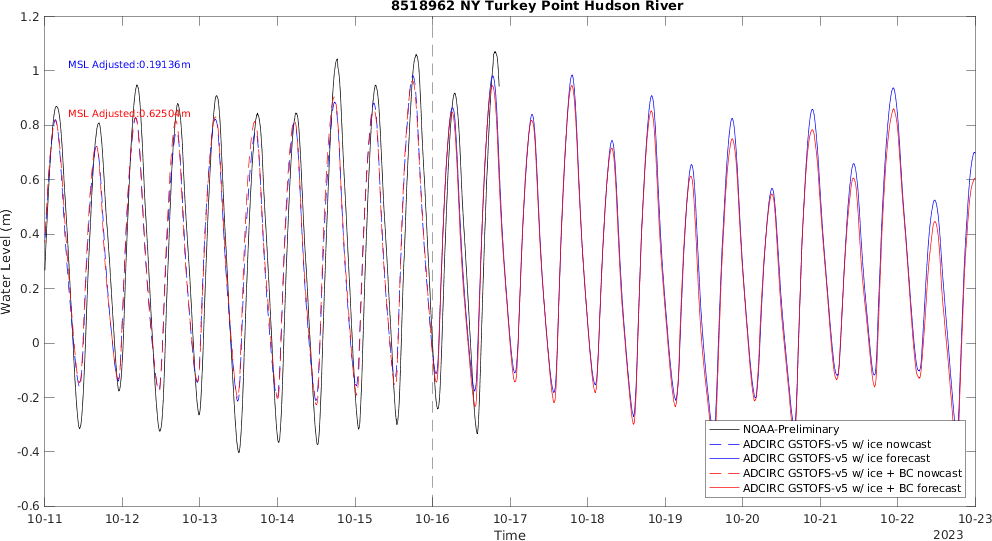 8518962 NY Turkey Point Hudson River
1.2
1
0.8
0.6
0.4
0.2
0
-0.2
-0.4
-0.6
Water Level (m)
MSL Adjusted:0.19136m
MSL Adjusted:0.62504m
NOAA-Preliminary
ADCIRC GSTOFS-v5 w/ ice nowcast
ADCIRC GSTOFS-v5 w/ ice forecast
ADCIRC GSTOFS-v5 w/ ice + BC nowcast
ADCIRC GSTOFS-v5 w/ ice + BC forecast
10-11 10-12 10-13 10-14 10-15 10-16 10-17 10-18 10-19 10-20 10-21 10-22 10-23
Time
2023